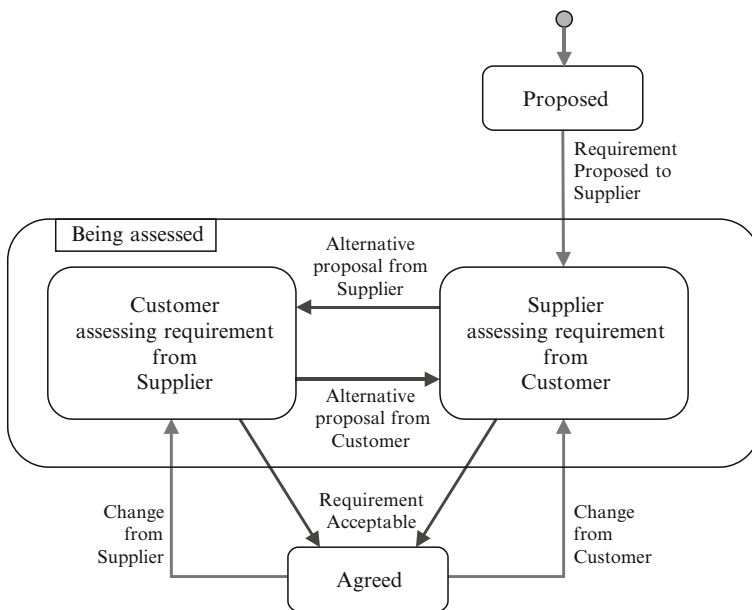 Proposed
Requirement
Proposed to
Supplier
Being assessed
Alternative
proposal from
Supplier
Customer
assessing requirement
from
Supplier
Supplier
assessing requirement
from
Customer
Alternative
proposal from
Customer
Change
from
Supplier
Requirement
Acceptable
Change
from
Customer
Agreed